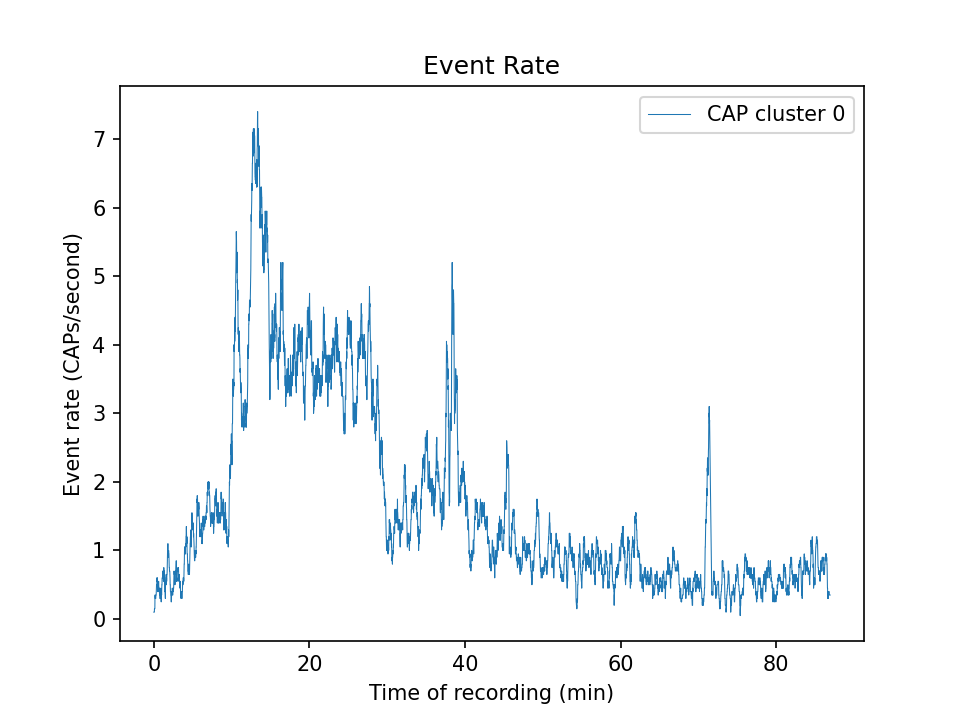 Event Rate
CAP cluster 0
Event rate (CAPs/second)
7
6
5
4
3
2
1
0
0 20 40 60 80
Time of recording (min)